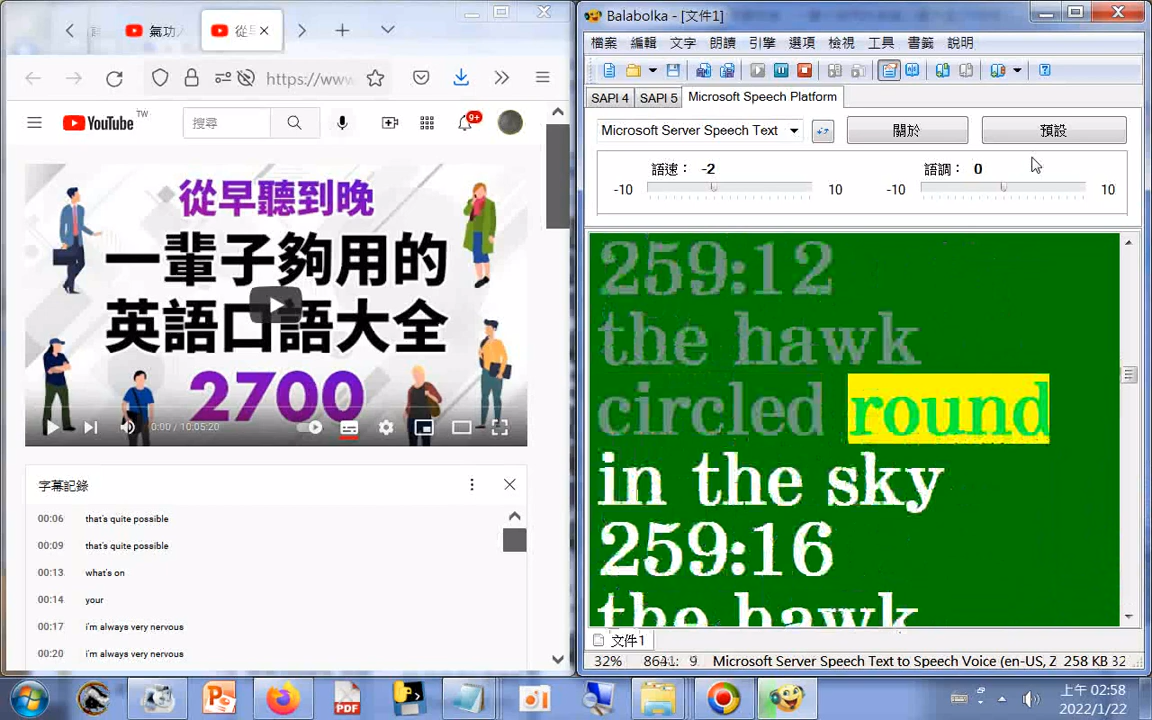 氣功
從
https://www
YouTube TW
搜尋
9+
從早聽到晚
一輩子夠用的
英語口語大全
2700
0:00 / 10:05:20
字幕記錄
00:06 that's quite possible
00:09 that's quite possible
00:13 what's on
00:14 your
00:17 i'm always very nervous
00:20 i'm always very nervous
Balabolka - [文件1]
檔案 編輯 文字 朗讀 引擎 選項 檢視 工具 書籤 說明
SAPI 4 SAPI 5 Microsoft Speech Platform
Microsoft Server Speech Text 關於 預設
語速： -2 語調： 0
-10 10 -10 10
259:12
the hawk
circled round
in the sky
259:16
the hawk
文件1
32% 8641: 9 Microsoft Server Speech Text to Speech Voice (en-US, Z 258 KB 32
PDF
上午 02:58
2022/1/22